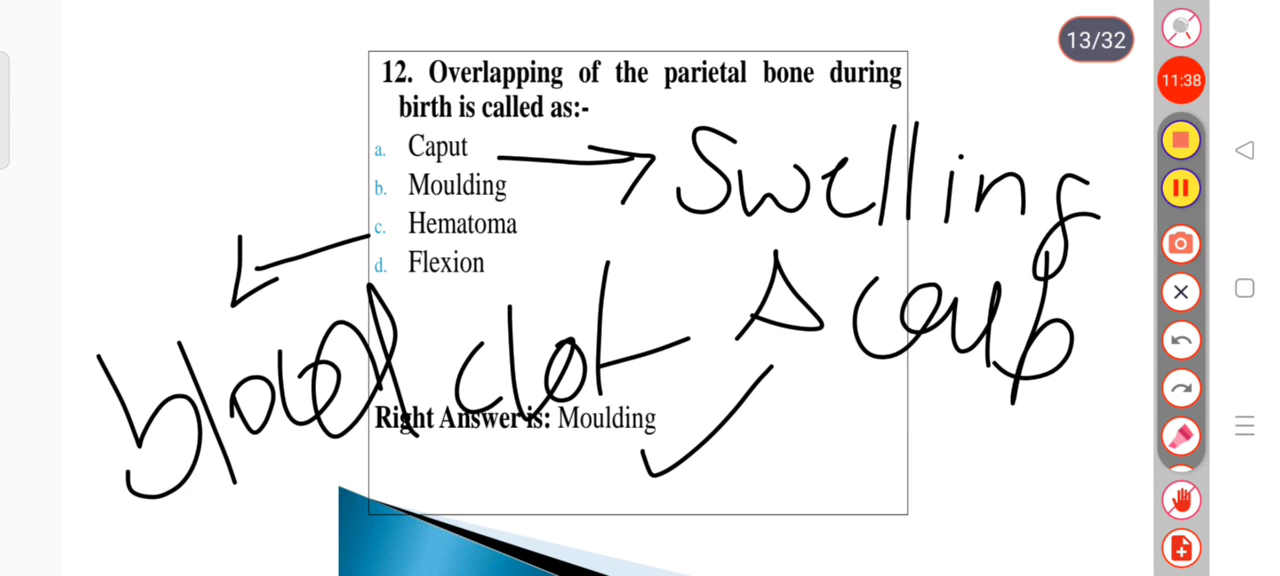 13/32
11:38
12. Overlapping of the parietal bone during
birth is called as:-
a. Caput
b. Moulding
c. Hematoma
d. Flexion
Swelling
blood clot
Right Answer is: Moulding